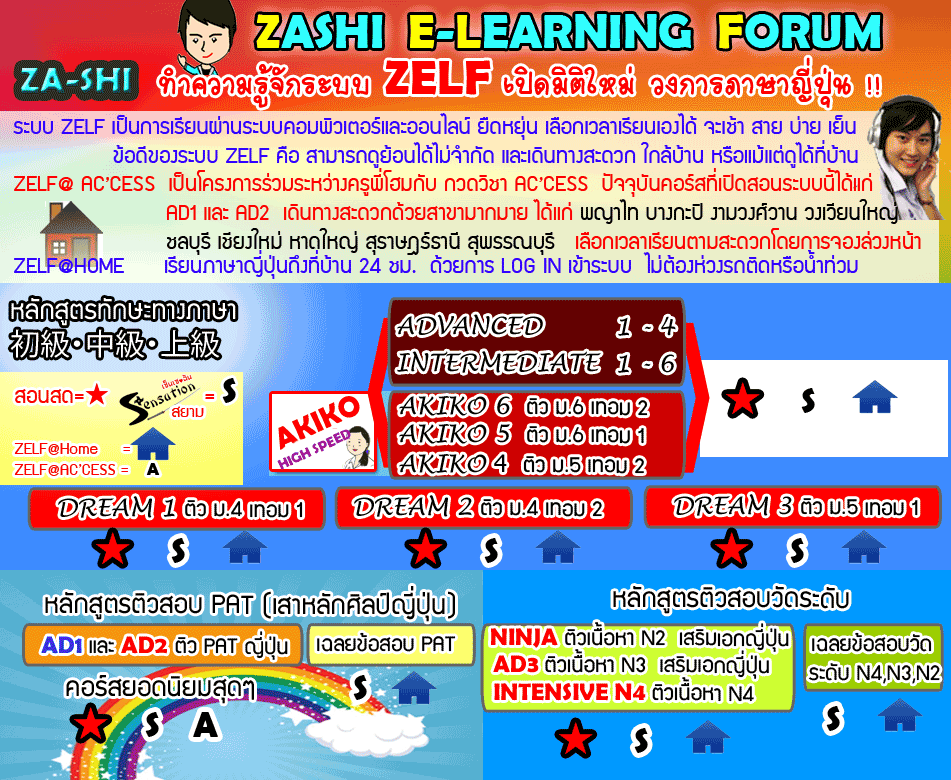 ZASHI E-LEARNING FORUM
ZA-SHI ทำความรู้จักระบบ ZELF เปิดมิติใหม่ วงการภาษาญี่ปุ่น !!
ระบบ ZELF เป็นการเรียนผ่านระบบคอมพิวเตอร์และออนไลน์ ยืดหยุ่น เลือกเวลาเรียนเองได้ จะเช้า สาย บ่าย เย็น
ข้อดีของระบบ ZELF คือ สามารถดูย้อนได้ไม่จำกัด และเดินทางสะดวก ใกล้บ้าน หรือแม้แต่ดูได้ที่บ้าน
ZELF@ AC'CESS เป็นโครงการร่วมระหว่างครูพี่โฮมกับ กวดวิชา AC'CESS ปัจจุบันคอร์สที่เปิดสอนระบบนี้ได้แก่
AD1 และ AD2 เดินทางสะดวกด้วยสาขามากมาย ได้แก่ พญาไท บางกะปิ งามวงศ์วาน วงเวียนใหญ่
ชลบุรี เชียงใหม่ หาดใหญ่ สุราษฎร์ธานี สุพรรณบุรี เลือกเวลาเรียนตามสะดวกโดยการจองล่วงหน้า
ZELF@HOME เรียนภาษาญี่ปุ่นถึงที่บ้าน 24 ชม. ด้วยการ LOG IN เข้าระบบ ไม่ต้องห่วงรถติดหรือน้ำท่วม
หลักสูตรทักษะทางภาษา
初級・中級・上級
สอนสด=
เซ็นเซชั่น
Sensation
สยาม
= S
ZELF@Home =
ZELF@AC'CESS = A
AKIKO
HIGH SPEED
ADVANCED 1 - 4
INTERMEDIATE 1 - 6
AKIKO 6 ติว ม.6 เทอม 2
AKIKO 5 ติว ม.6 เทอม 1
AKIKO 4 ติว ม.5 เทอม 2
S
DREAM 1 ติว ม.4 เทอม 1
DREAM 2 ติว ม.4 เทอม 2
DREAM 3 ติว ม.5 เทอม 1
S
S
S
หลักสูตรติวสอบ PAT (เสาหลักศิลป์ญี่ปุ่น)
AD1 และ AD2 ติว PAT ญี่ปุ่น
เฉลยข้อสอบ PAT
คอร์สยอดนิยมสุดๆ
S
S A
หลักสูตรติวสอบวัดระดับ
NINJA ติวเนื้อหา N2 เสริมเอกญี่ปุ่น
AD3 ติวเนื้อหา N3 เสริมเอกญี่ปุ่น
INTENSIVE N4 ติวเนื้อหา N4
เฉลยข้อสอบวัด
ระดับ N4,N3,N2
S
S